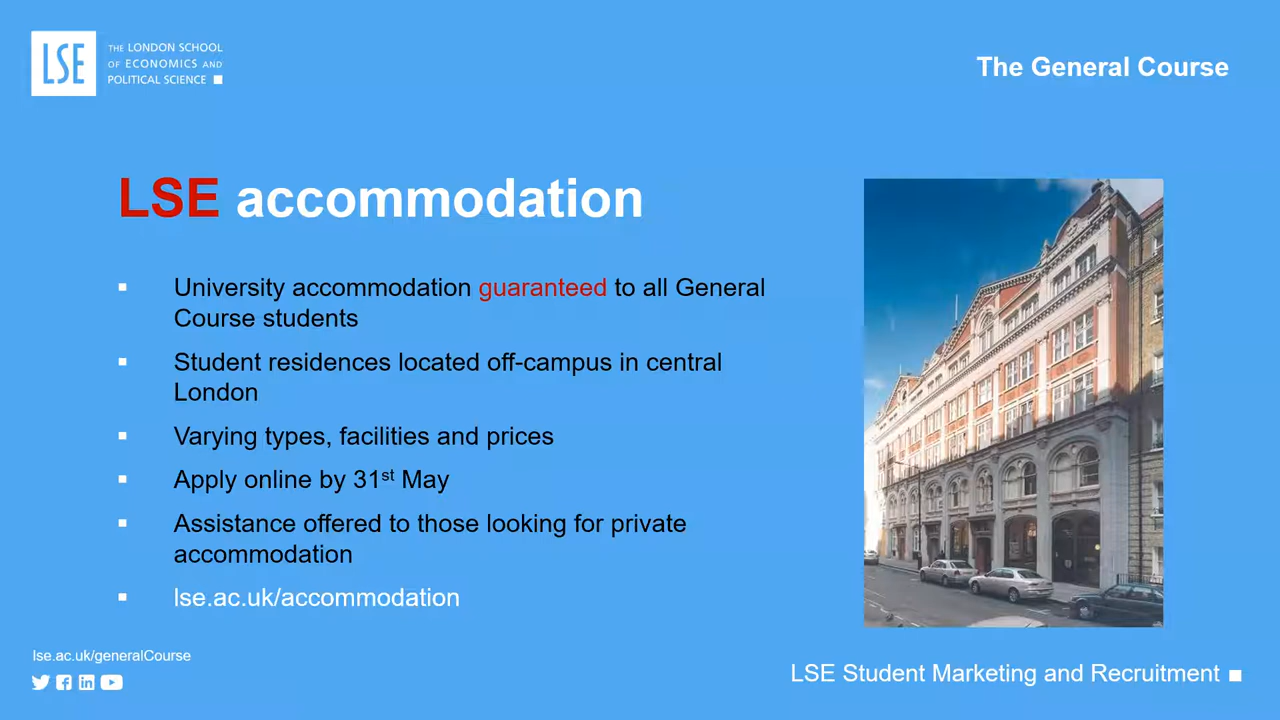 LSE
THE LONDON SCHOOL
OF ECONOMICS AND
POLITICAL SCIENCE
The General Course
LSE accommodation
University accommodation guaranteed to all General
Course students
Student residences located off-campus in central
London
Varying types, facilities and prices
Apply online by 31st May
Assistance offered to those looking for private
accommodation
lse.ac.uk/accommodation
lse.ac.uk/generalCourse
LSE Student Marketing and Recruitment